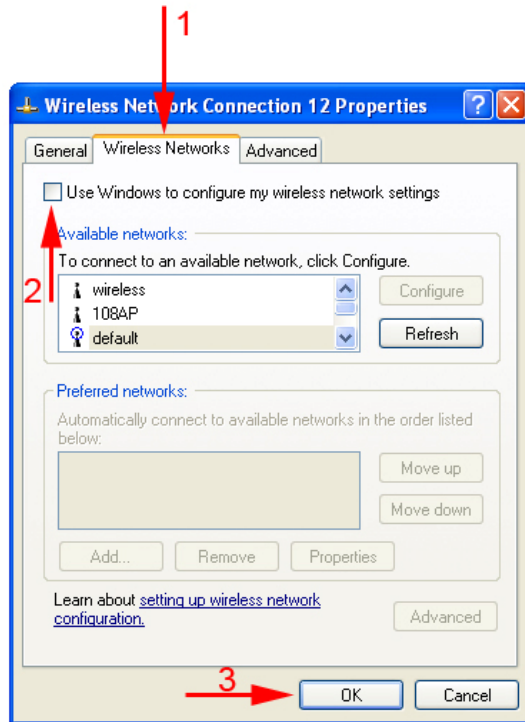 1
Wireless Network Connection 12 Properties
General Wireless Networks Advanced
Use Windows to configure my wireless network settings
2
Available networks:
To connect to an available network, click Configure.
wireless
108AP
default
Configure
Refresh
Preferred networks:
Automatically connect to available networks in the order listed
below:
Move up
Move down
Add... Remove Properties
Learn about setting up wireless network
configuration.
Advanced
3
OK Cancel